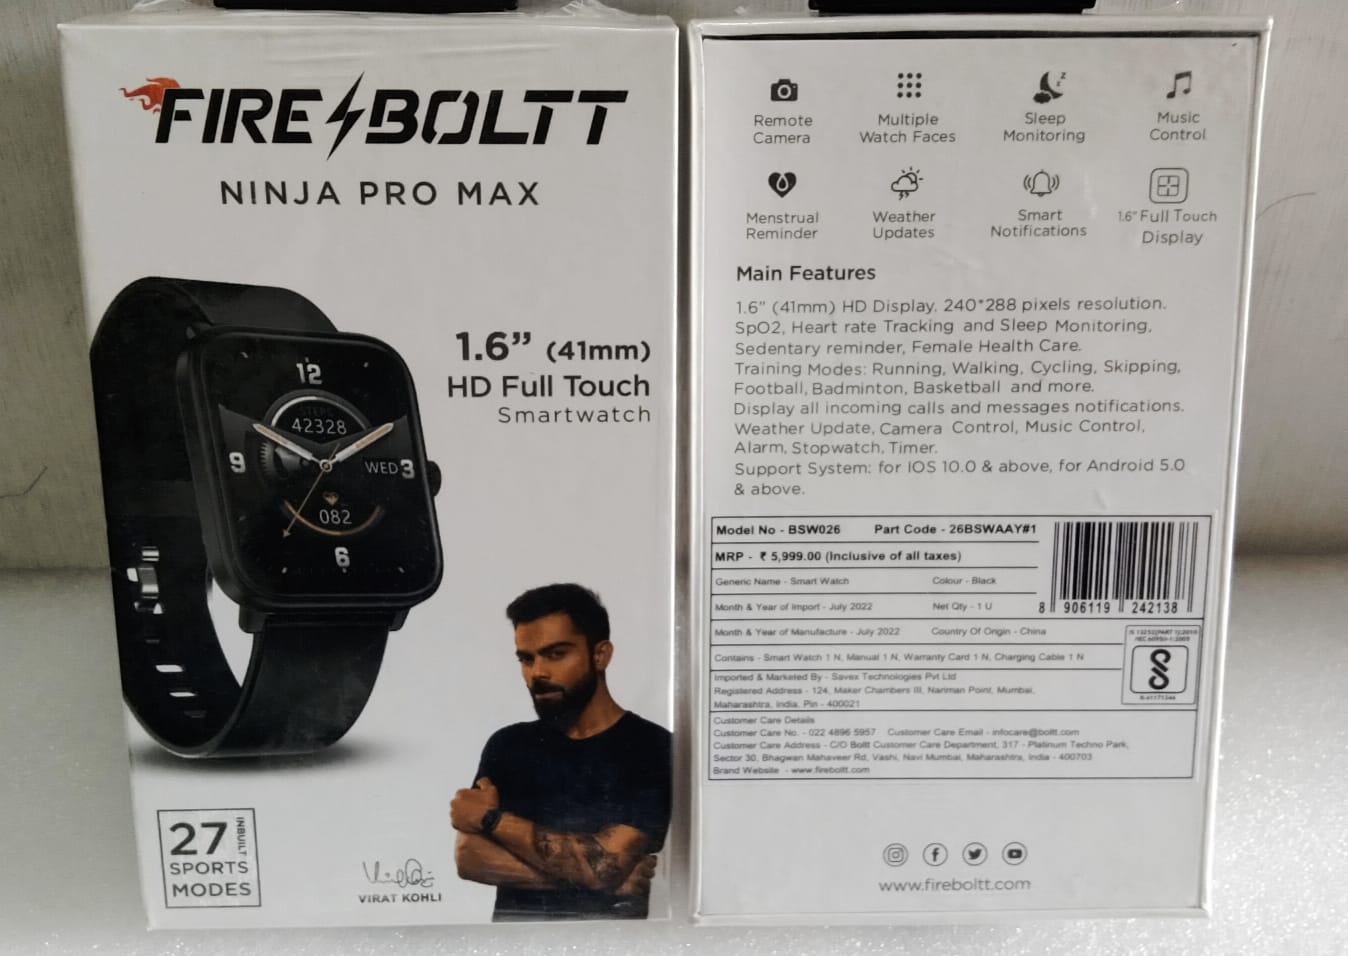 FIRE BOLTT
NINJA PRO MAX
1.6” (41mm)
HD Full Touch
Smartwatch
12
STEPS
42328
9
WED 3
082
6
27 INBUILT
SPORTS
MODES
VIRAT KOHLI
Remote
Camera
Multiple
Watch Faces
Sleep
Monitoring
Music
Control
Menstrual
Reminder
Weather
Updates
Smart
Notifications
1.6” Full Touch
Display
Main Features
1.6” (41mm) HD Display, 240*288 pixels resolution.
SpO2, Heart rate Tracking and Sleep Monitoring,
Sedentary reminder, Female Health Care.
Training Modes: Running, Walking, Cycling, Skipping,
Football, Badminton, Basketball and more.
Display all incoming calls and messages notifications.
Weather Update, Camera Control, Music Control,
Alarm, Stopwatch, Timer.
Support System: for IOS 10.0 & above, for Android 5.0
& above.
Model No - BSW026 Part Code - 26BSWAAY#1
MRP - ₹ 5,999.00 (Inclusive of all taxes)
Generic Name - Smart Watch Colour - Black
Month & Year of Import - July 2022 Net Qty - 1 U
8 906119 242138
Month & Year of Manufacture - July 2022 Country Of Origin - China
Contains - Smart Watch 1 N, Manual 1 N, Warranty Card 1 N, Charging Cable 1 N
Imported & Marketed By - Savex Technologies Pvt Ltd
Registered Address - 124, Maker Chambers III, Nariman Point, Mumbai,
Maharashtra, India, Pin - 400021
Customer Care Details
Customer Care No. - 022 4896 5957 Customer Care Email - infocare@boltt.com
Customer Care Address - C/O Boltt Customer Care Department, 317 - Platinum Techno Park,
Sector 30, Bhagwan Mahaveer Rd, Vashi, Navi Mumbai, Maharashtra, India - 400703
Brand Website - www.fireboltt.com
www.fireboltt.com